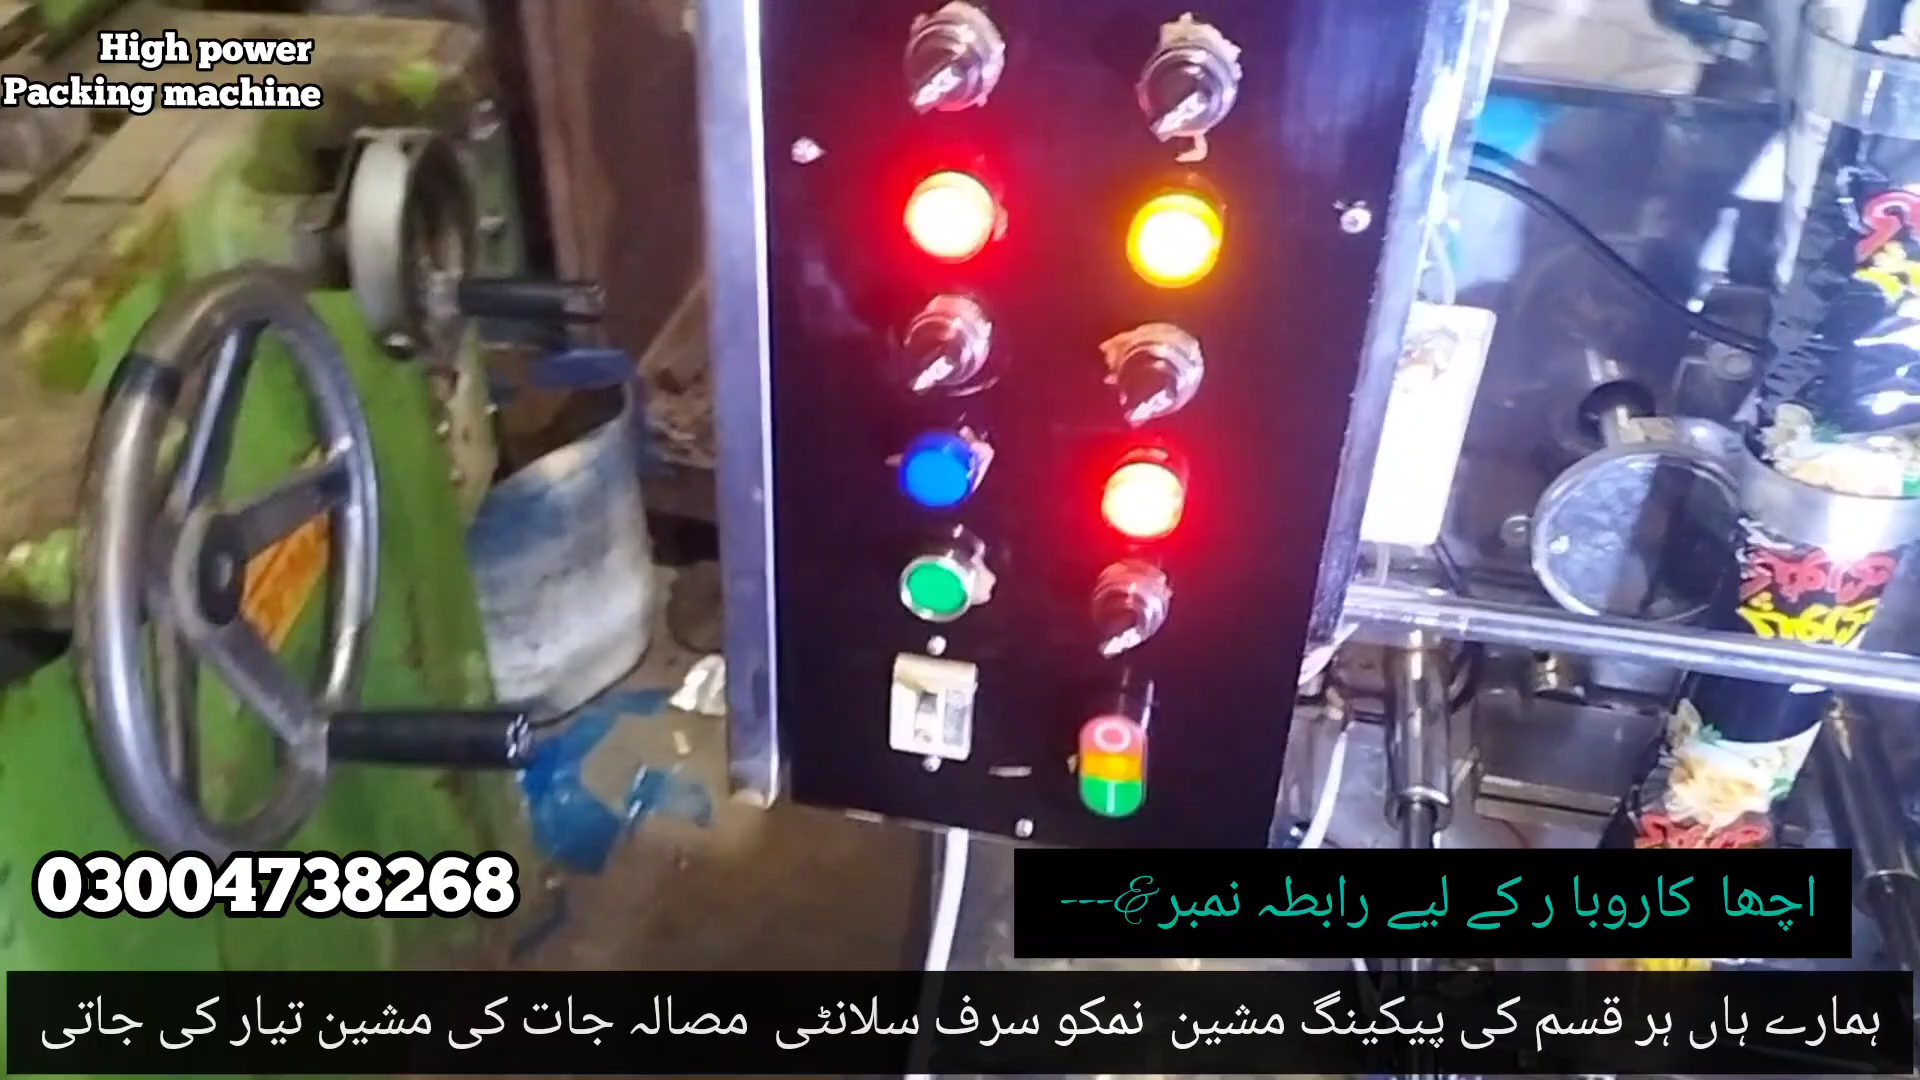 High power
Packing machine
03004738268
اچھا کاروبا ر کے لیے رابطہ نمبر&---
ہمارے ہاں ہر قسم کی پیکینگ مشین نمکو سرف سلانٹی مصالہ جات کی مشین تیار کی جاتی